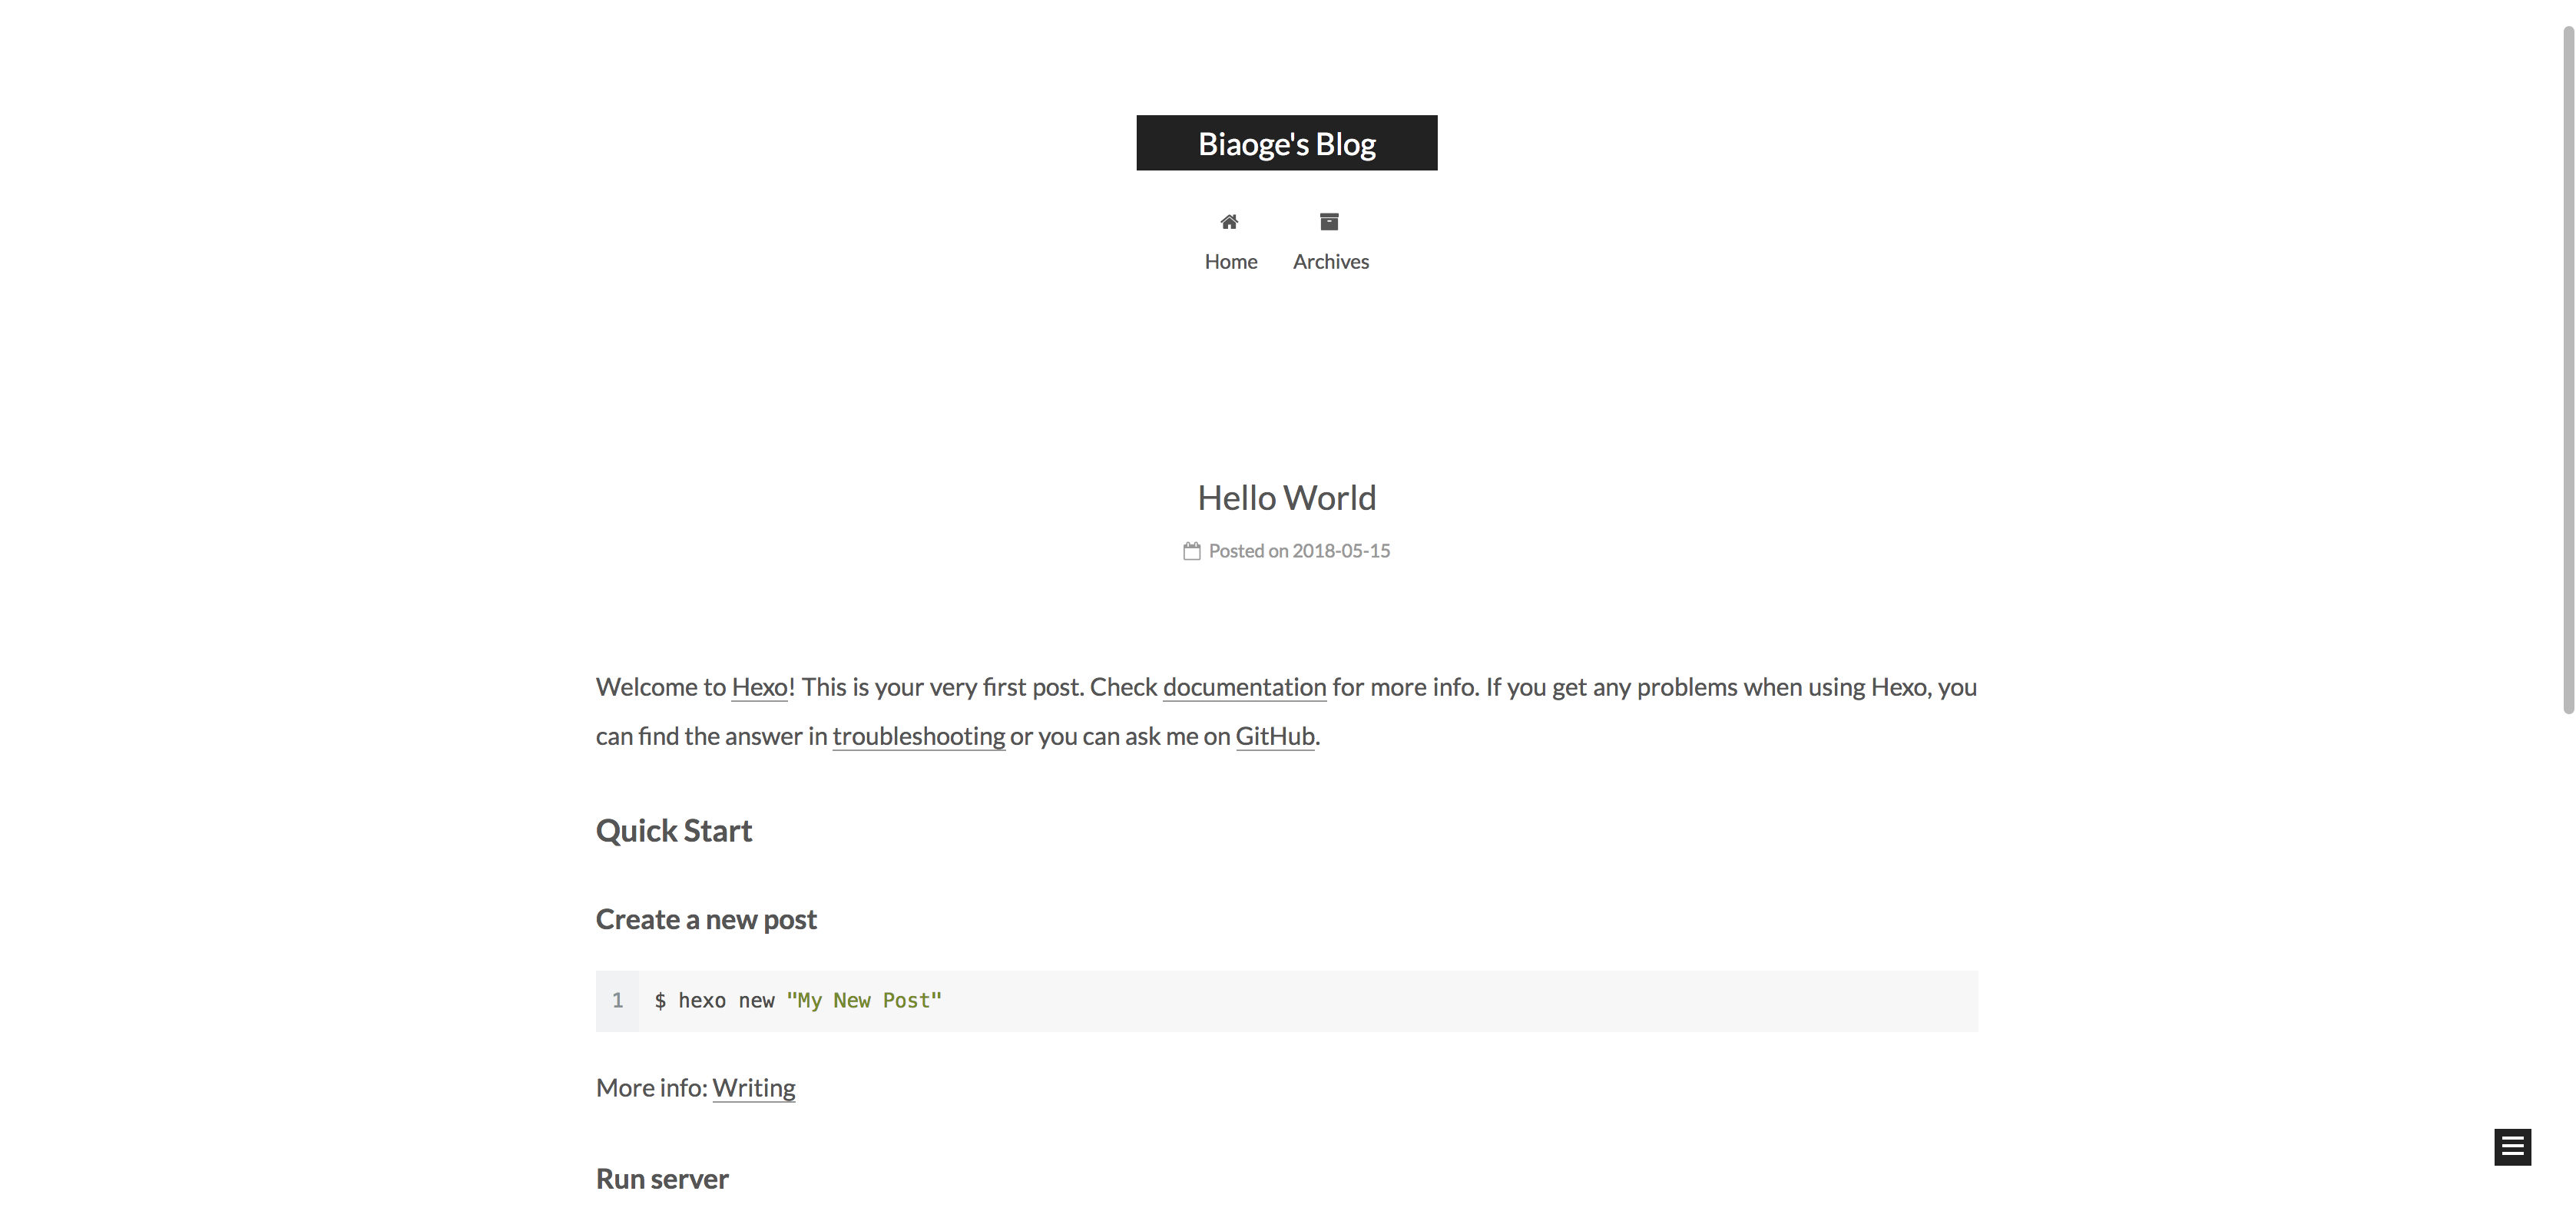 Biaoge's Blog
Home Archives
Hello World
Posted on 2018-05-15
Welcome to Hexo! This is your very first post. Check documentation for more info. If you get any problems when using Hexo, you
can find the answer in troubleshooting or you can ask me on GitHub.
Quick Start
Create a new post
1 $ hexo new "My New Post"
More info: Writing
Run server